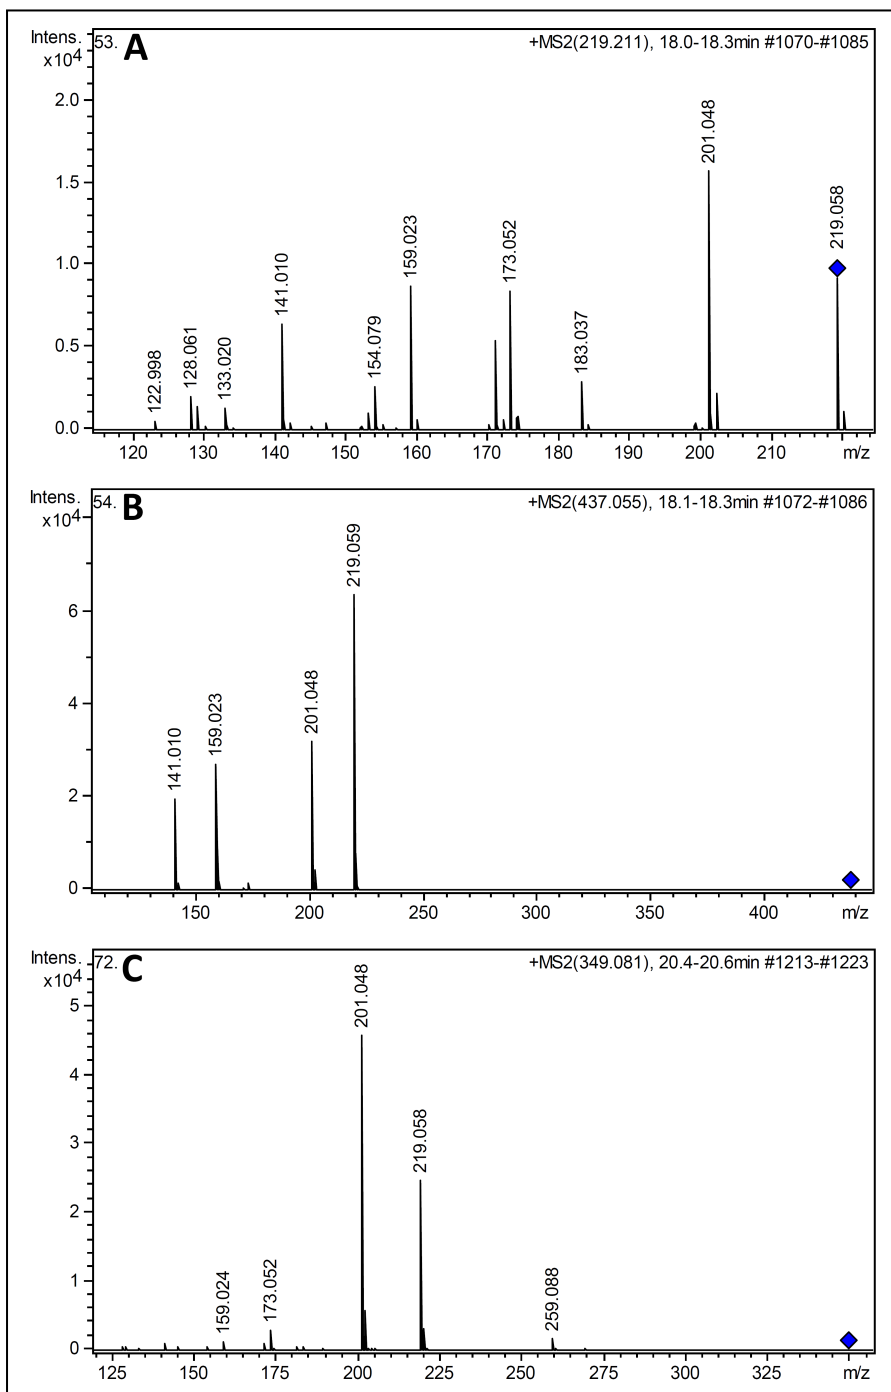 Intens.
x10⁴
53. A
+MS2(219.211), 18.0-18.3min #1070-#1085
2.0
1.5
1.0
0.5
0.0
122.998
128.061
133.020
141.010
154.079
159.023
173.052
183.037
201.048
219.058
120 130 140 150 160 170 180 190 200 210 m/z
Intens.
x10⁴
54. B
+MS2(437.055), 18.1-18.3min #1072-#1086
6
4
2
0
141.010
159.023
201.048
219.059
150 200 250 300 350 400 m/z
Intens.
x10⁴
72. C
+MS2(349.081), 20.4-20.6min #1213-#1223
5
4
3
2
1
0
159.024
173.052
201.048
219.058
259.088
125 150 175 200 225 250 275 300 325 m/z